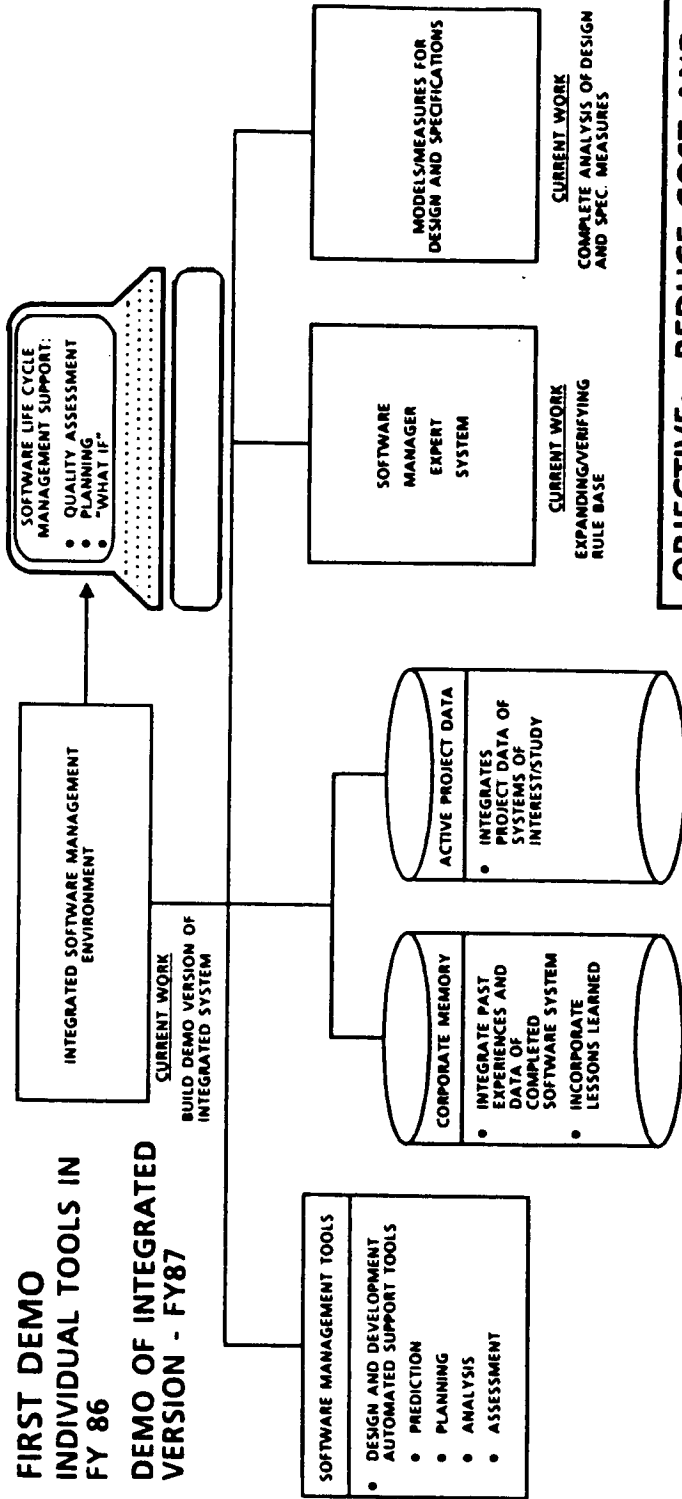 FIRST DEMO
INDIVIDUAL TOOLS IN
FY 86
DEMO OF INTEGRATED
VERSION - FY87
INTEGRATED SOFTWARE MANAGEMENT
ENVIRONMENT
CURRENT WORK
BUILD DEMO VERSION OF
INTEGRATED SYSTEM
SOFTWARE LIFE CYCLE
MANAGEMENT SUPPORT:
• QUALITY ASSESSMENT
• PLANNING
• "WHAT IF"
SOFTWARE MANAGEMENT TOOLS
• DESIGN AND DEVELOPMENT
AUTOMATED SUPPORT TOOLS
• PREDICTION
• PLANNING
• ANALYSIS
• ASSESSMENT
CORPORATE MEMORY
• INTEGRATE PAST
EXPERIENCES AND
DATA OF
COMPLETED
SOFTWARE SYSTEM
• INCORPORATE
LESSONS LEARNED
ACTIVE PROJECT DATA
• INTEGRATES
PROJECT DATA OF
SYSTEMS OF
INTEREST/STUDY
SOFTWARE
MANAGER
EXPERT
SYSTEM
CURRENT WORK
EXPANDING/VERIFYING
RULE BASE
MODELS/MEASURES FOR
DESIGN AND SPECIFICATIONS
CURRENT WORK
COMPLETE ANALYSIS OF DESIGN
AND SPEC. MEASURES
OBJECTIVE: REDUCE COST AND